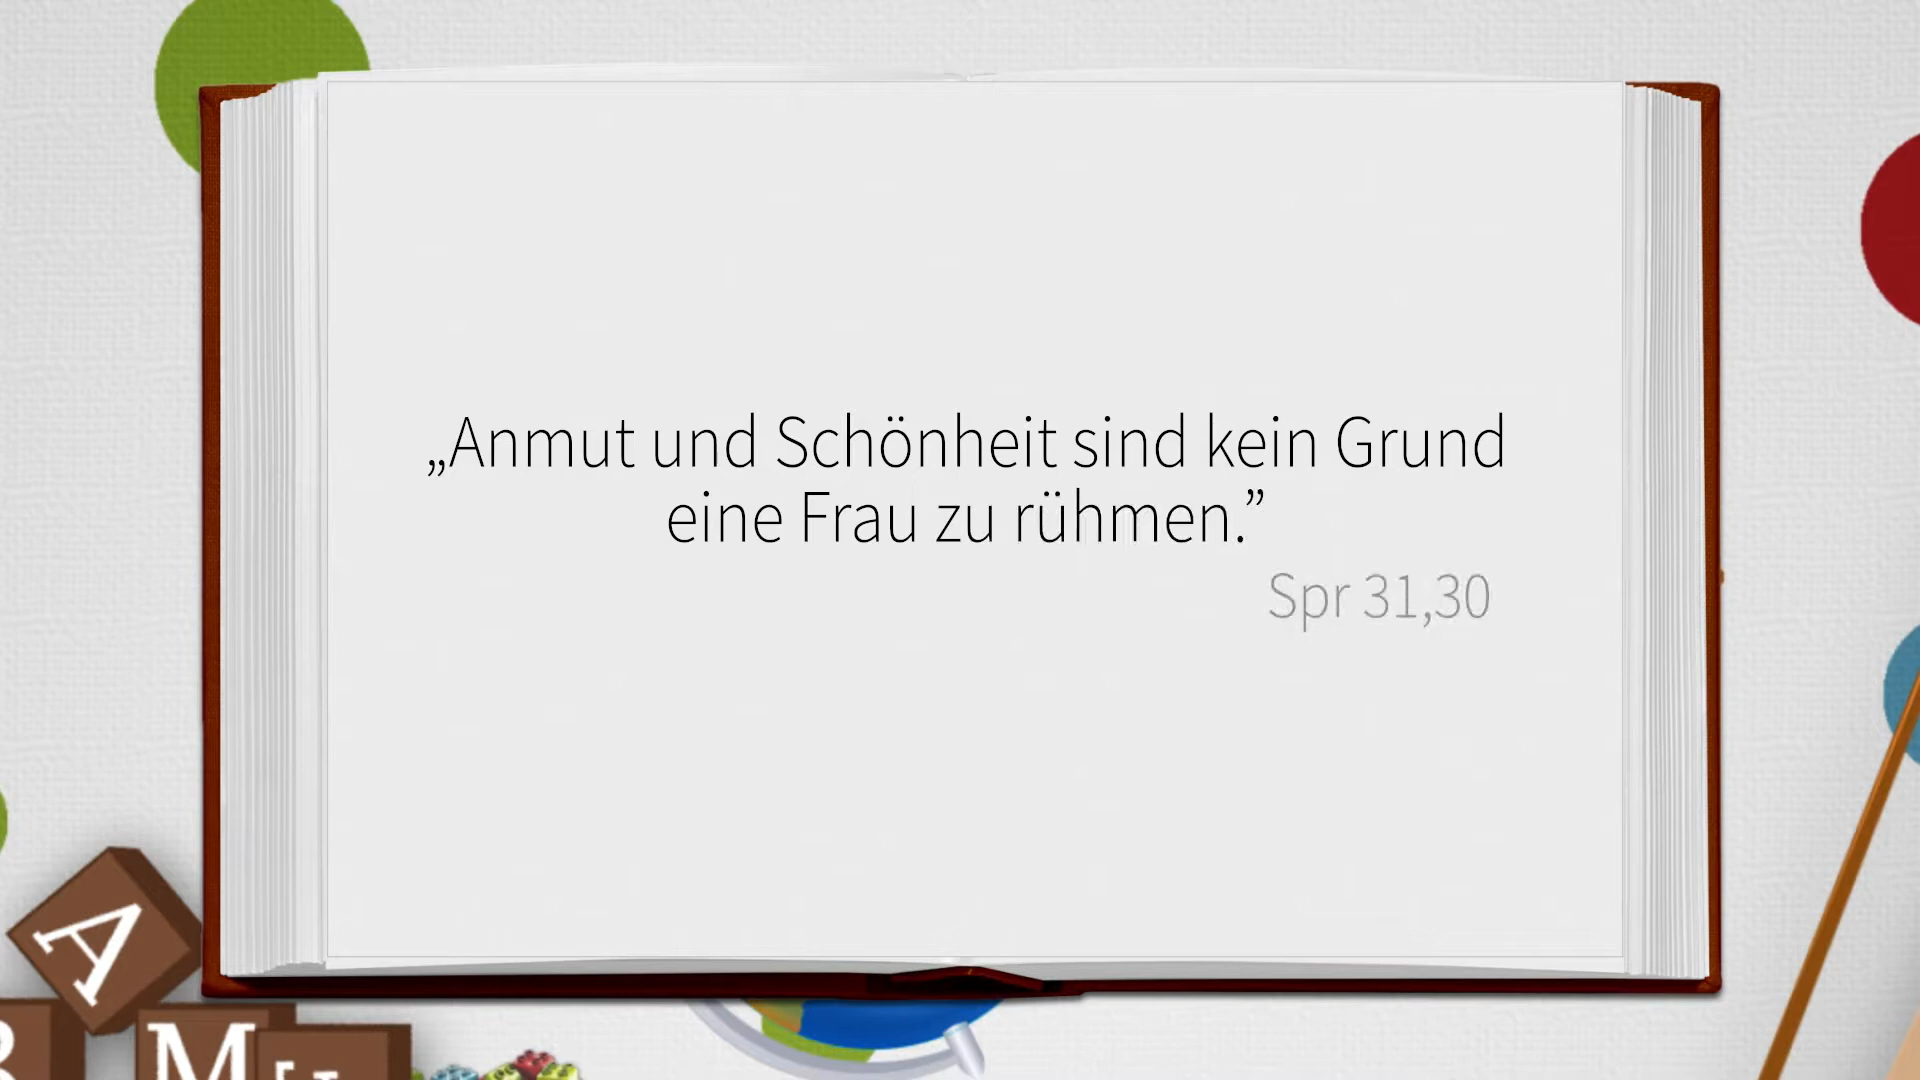 „Anmut und Schönheit sind kein Grund
eine Frau zu rühmen.”
Spr 31,30
A
M